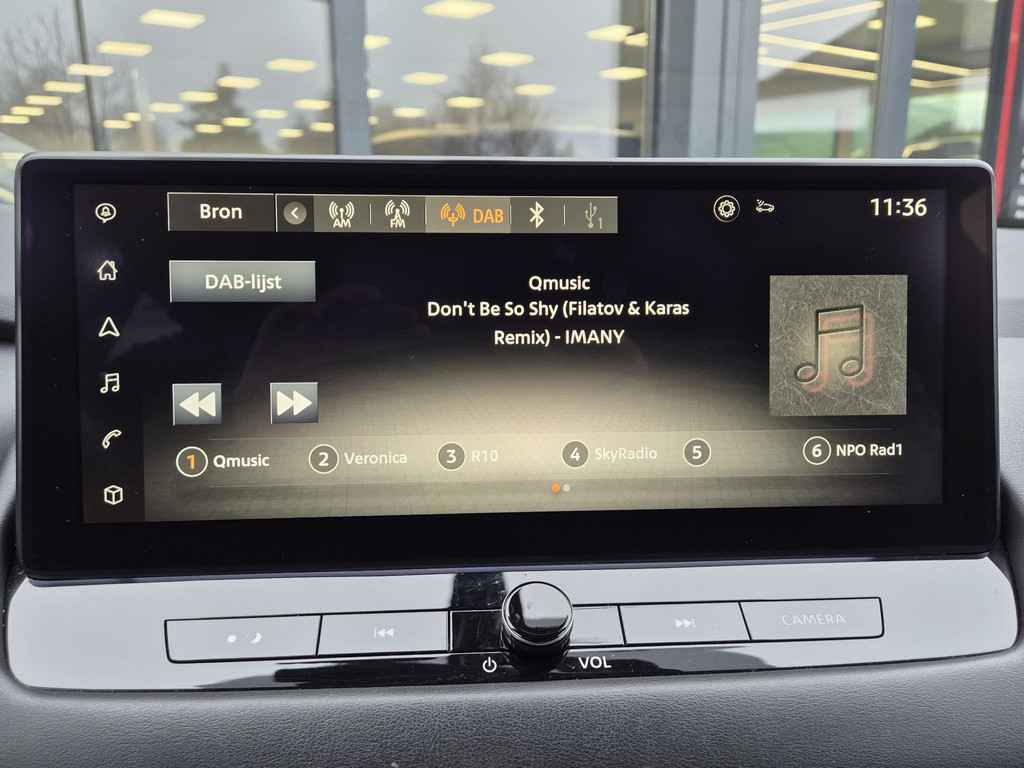 Bron
AM
FM
DAB
1
11:36
DAB-lijst
Qmusic
Don't Be So Shy (Filatov & Karas
Remix) - IMANY
1 Qmusic
2 Veronica
3 R10
4 SkyRadio
5
6 NPO Rad1
CAMERA
VOL